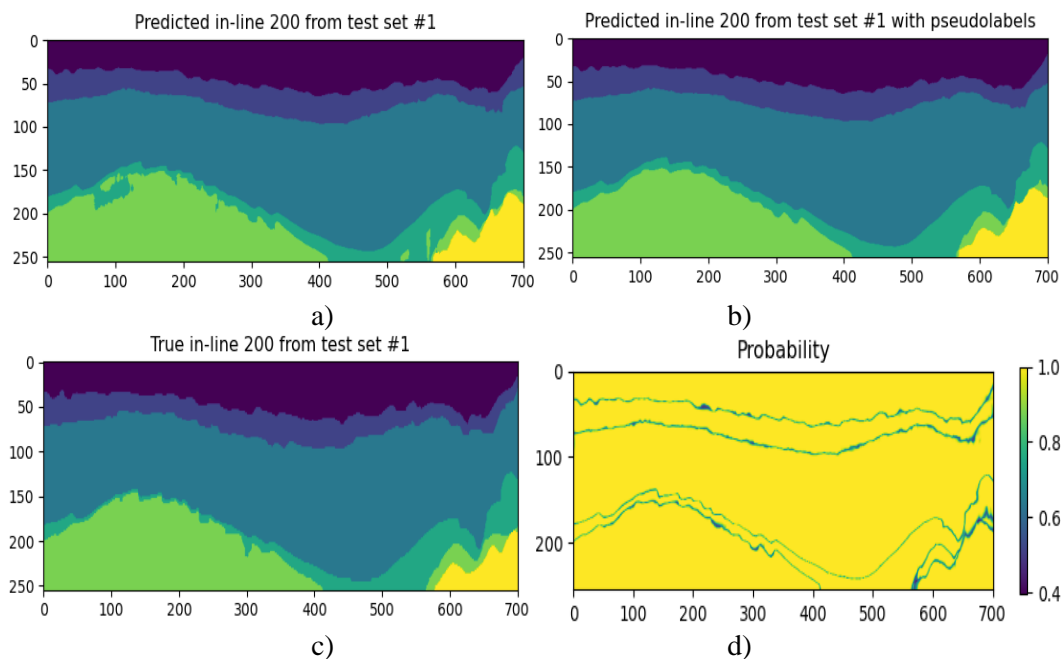 Predicted in-line 200 from test set #1
0
50
100
150
200
250
0 100 200 300 400 500 600 700
a)
Predicted in-line 200 from test set #1 with pseudolabels
0
50
100
150
200
250
0 100 200 300 400 500 600 700
b)
True in-line 200 from test set #1
0
50
100
150
200
250
0 100 200 300 400 500 600 700
c)
Probability
0
100
200
0 100 200 300 400 500 600 700
1.0
0.8
0.6
0.4
d)